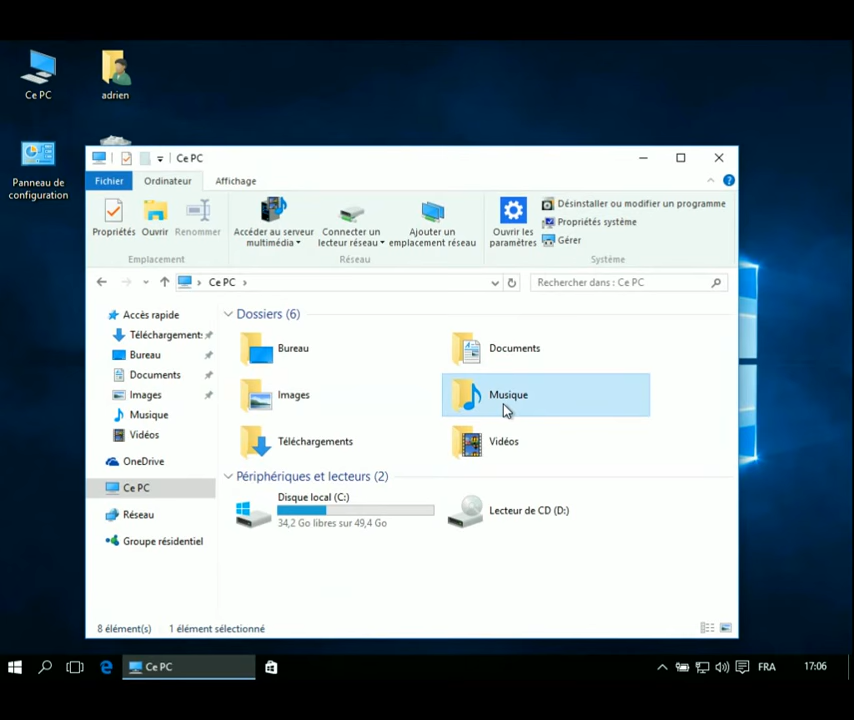 Ce PC
adrien
Panneau de
configuration
Ce PC
Fichier
Ordinateur
Affichage
Propriétés
Ouvrir
Renommer
Emplacement
Accéder au serveur
multimédia
Connecter un
lecteur réseau
Ajouter un
emplacement réseau
Réseau
Ouvrir les
paramètres
Désinstaller ou modifier un programme
Propriétés système
Gérer
Système
Ce PC
Rechercher dans : Ce PC
Accès rapide
Téléchargement:
Bureau
Documents
Images
Musique
Vidéos
OneDrive
Ce PC
Réseau
Groupe résidentiel
Dossiers (6)
Bureau
Documents
Images
Musique
Téléchargements
Vidéos
Périphériques et lecteurs (2)
Disque local (C:)
34,2 Go libres sur 49,4 Go
Lecteur de CD (D:)
8 élément(s)
1 élément sélectionné
Ce PC
FRA
17:06